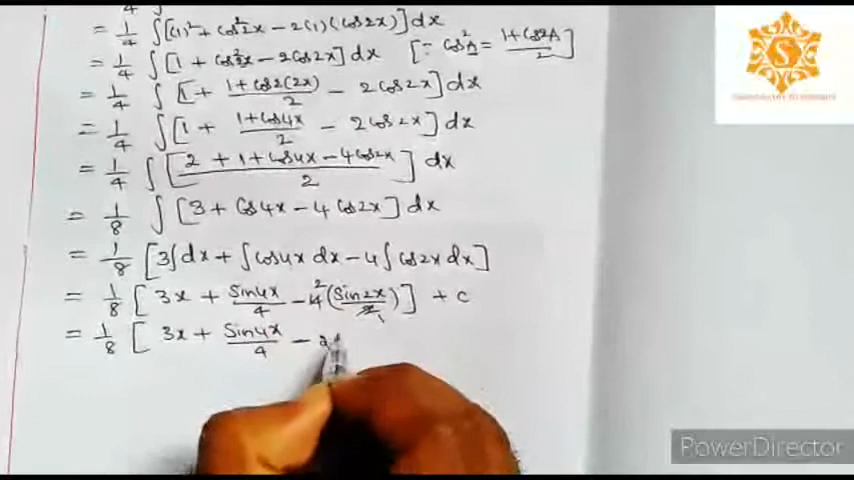 = 1/4 ∫[(1)² + cos²2x - 2(1)(cos2x)] dx
= 1/4 ∫[1 + cos²2x - 2cos2x] dx [∵ cos²A = 1+cos2A/2]
= 1/4 ∫[1 + 1+cos2(2x)/2 - 2cos2x] dx
= 1/4 ∫[1 + 1+cos4x/2 - 2cos2x] dx
= 1/4 ∫[2+1+cos4x-4cos2x/2] dx
= 1/8 ∫[3 + cos4x - 4cos2x] dx
= 1/8 [3∫dx + ∫cos4x dx - 4∫cos2x dx]
= 1/8 [3x + sin4x/4 - 4 2(sin2x/2 1)] + c
= 1/8 [3x + sin4x/4 - 2
S
PowerDirector